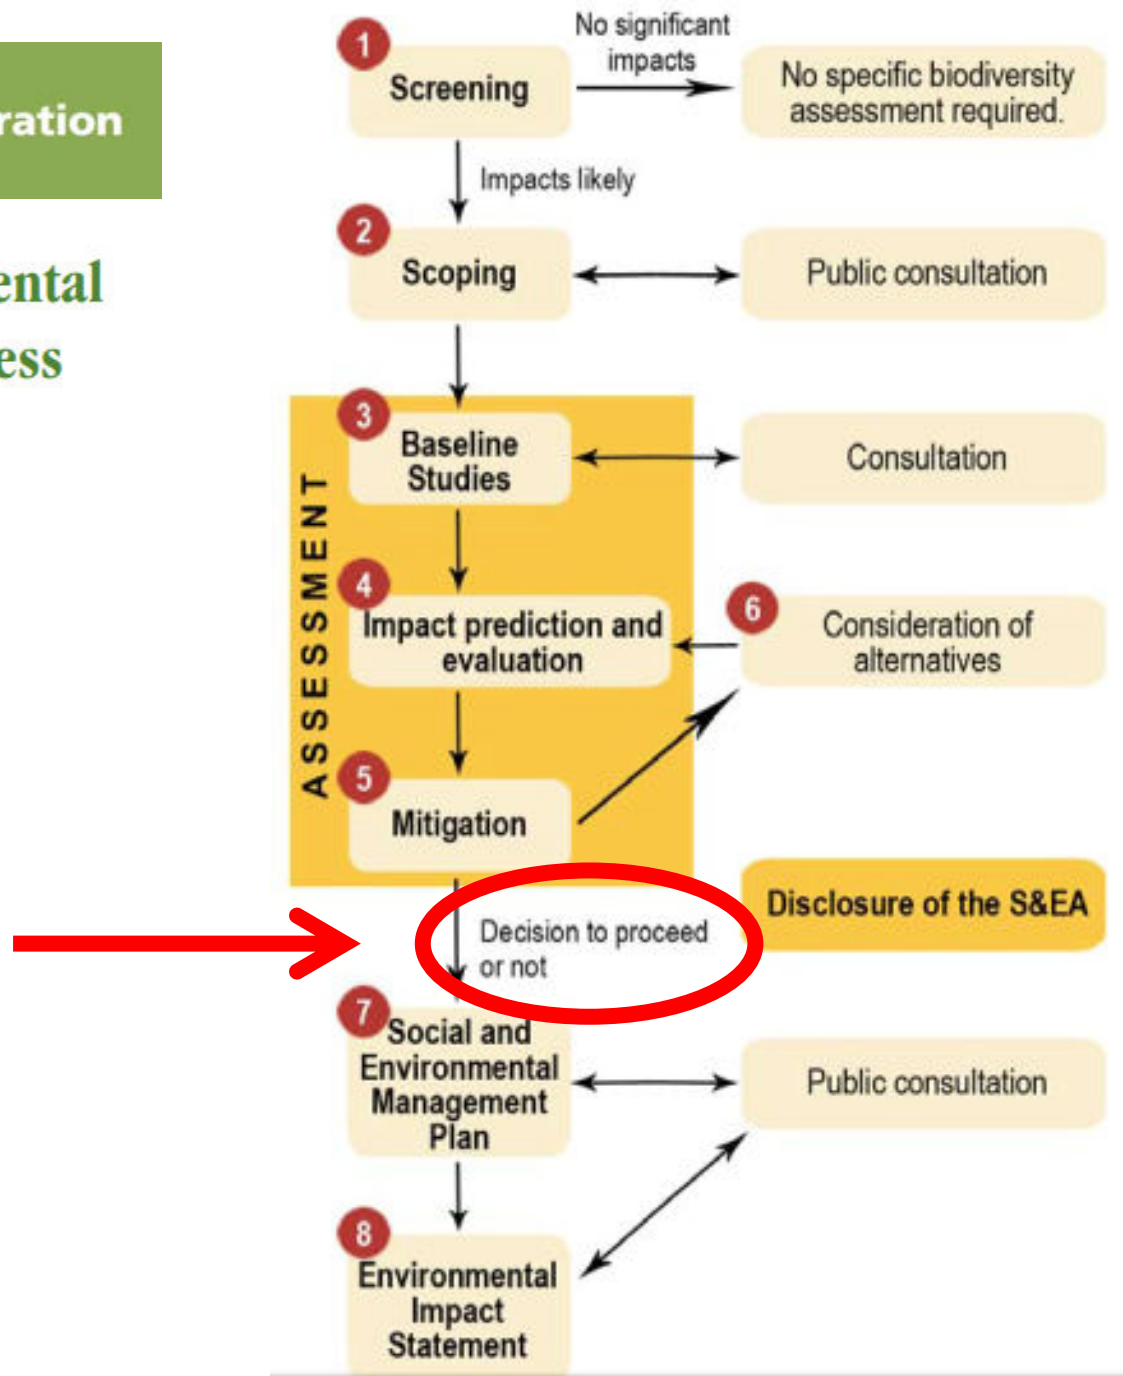 ration
ental
ess
1
Screening
No significant
impacts
No specific biodiversity
assessment required.
Impacts likely
2
Scoping
Public consultation
ASSESSMENT
3
Baseline
Studies
Consultation
4
Impact prediction and
evaluation
6
Consideration of
alternatives
5
Mitigation
Disclosure of the S&EA
Decision to proceed
or not
7
Social and
Environmental
Management
Plan
Public consultation
8
Environmental
Impact
Statement